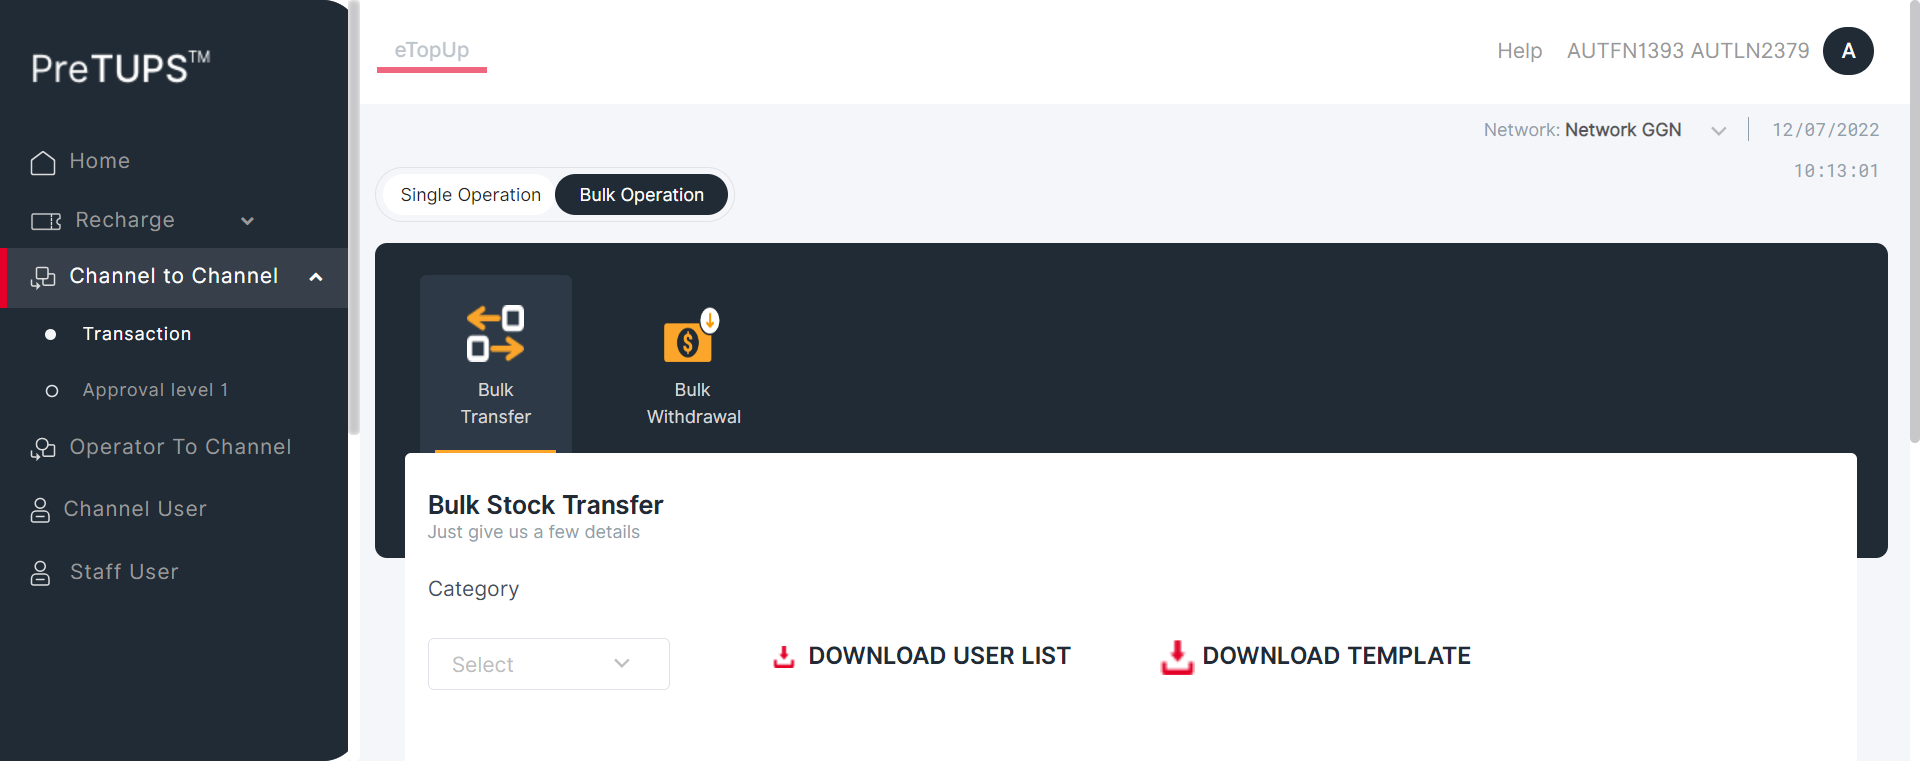 PreTUPS™
Home
Recharge
Channel to Channel
Transaction
Approval level 1
Operator To Channel
Channel User
Staff User
eTopUp
Help
AUTFN1393 AUTLN2379
A
Network: Network GGN
12/07/2022
10:13:01
Single Operation
Bulk Operation
Bulk
Transfer
Bulk
Withdrawal
Bulk Stock Transfer
Just give us a few details
Category
Select
DOWNLOAD USER LIST
DOWNLOAD TEMPLATE